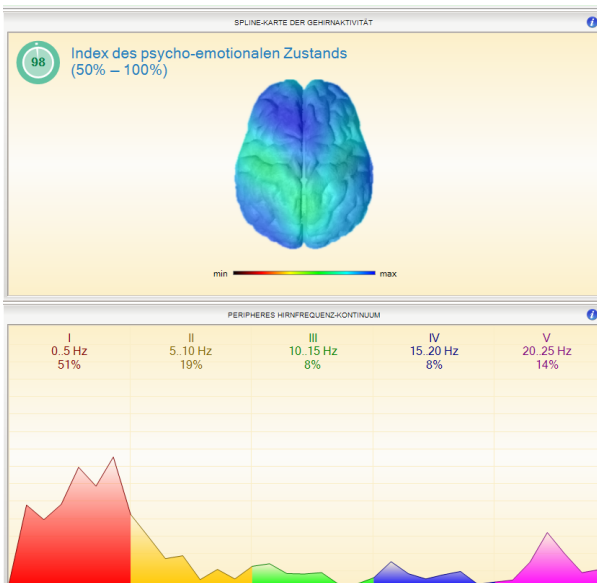 SPLINE-KARTE DER GEHIRNAKTIVITÄT
i
98
Index des psycho-emotionalen Zustands
(50% – 100%)
min
max
PERIPHERES HIRNFREQUENZ-KONTINUUM
i
I
II
III
IV
V
0..5 Hz
5..10 Hz
10..15 Hz
15..20 Hz
20..25 Hz
51%
19%
8%
8%
14%